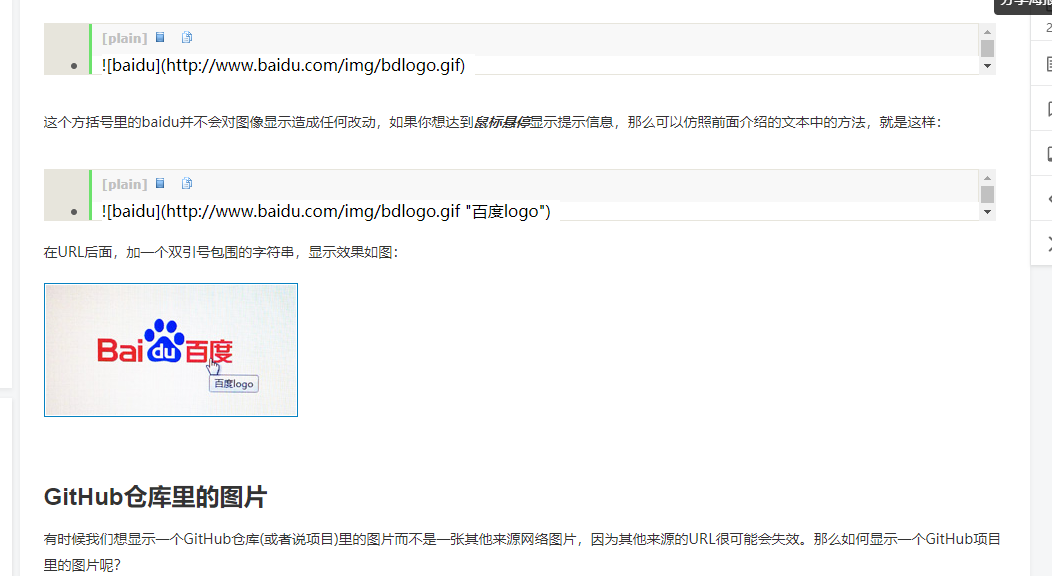 分享海报
2
[plain]
![baidu](http://www.baidu.com/img/bdlogo.gif)
这个方括号里的baidu并不会对图像显示造成任何改动，如果你想达到鼠标悬停显示提示信息，那么可以仿照前面介绍的文本中的方法，就是这样：
[plain]
![baidu](http://www.baidu.com/img/bdlogo.gif "百度logo")
在URL后面，加一个双引号包围的字符串，显示效果如图：
Bai du 百度
百度logo
GitHub仓库里的图片
有时候我们想显示一个GitHub仓库(或者说项目)里的图片而不是一张其他来源网络图片，因为其他来源的URL很可能会失效。那么如何显示一个GitHub项目
里的图片呢？